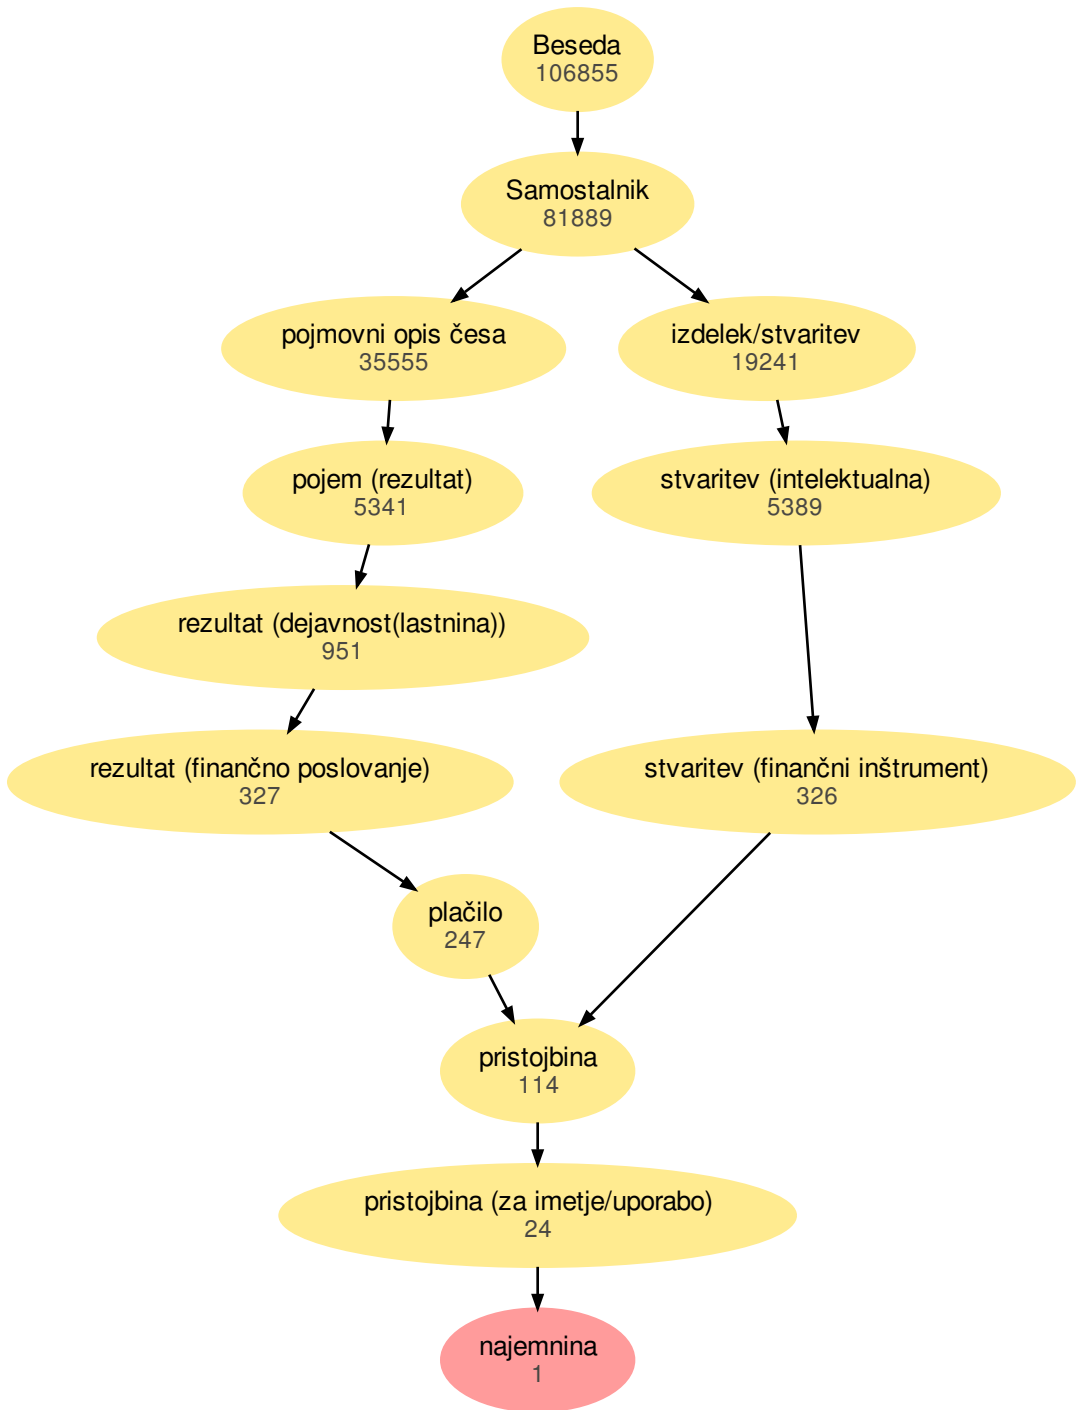 Beseda
106855
Samostalnik
81889
pojmovni opis česa
35555
izdelek/stvaritev
19241
pojem (rezultat)
5341
stvaritev (intelektualna)
5389
rezultat (dejavnost(lastnina))
951
rezultat (finančno poslovanje)
327
stvaritev (finančni inštrument)
326
plačilo
247
pristojbina
114
pristojbina (za imetje/uporabo)
24
najemnina
1